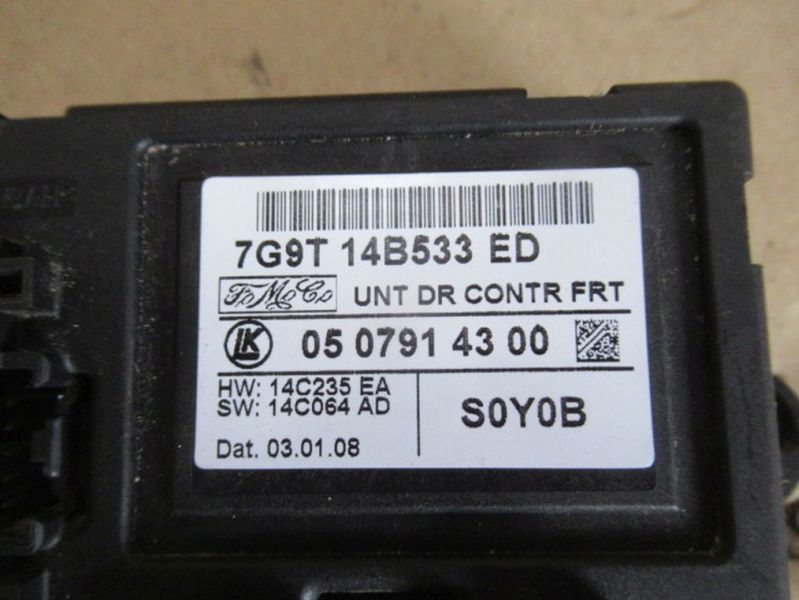 7G9T 14B533 ED
FoMoCo UNT DR CONTR FRT
LK 05 0791 43 00
HW: 14C235 EA
SW: 14C064 AD
S0Y0B
Dat. 03.01.08